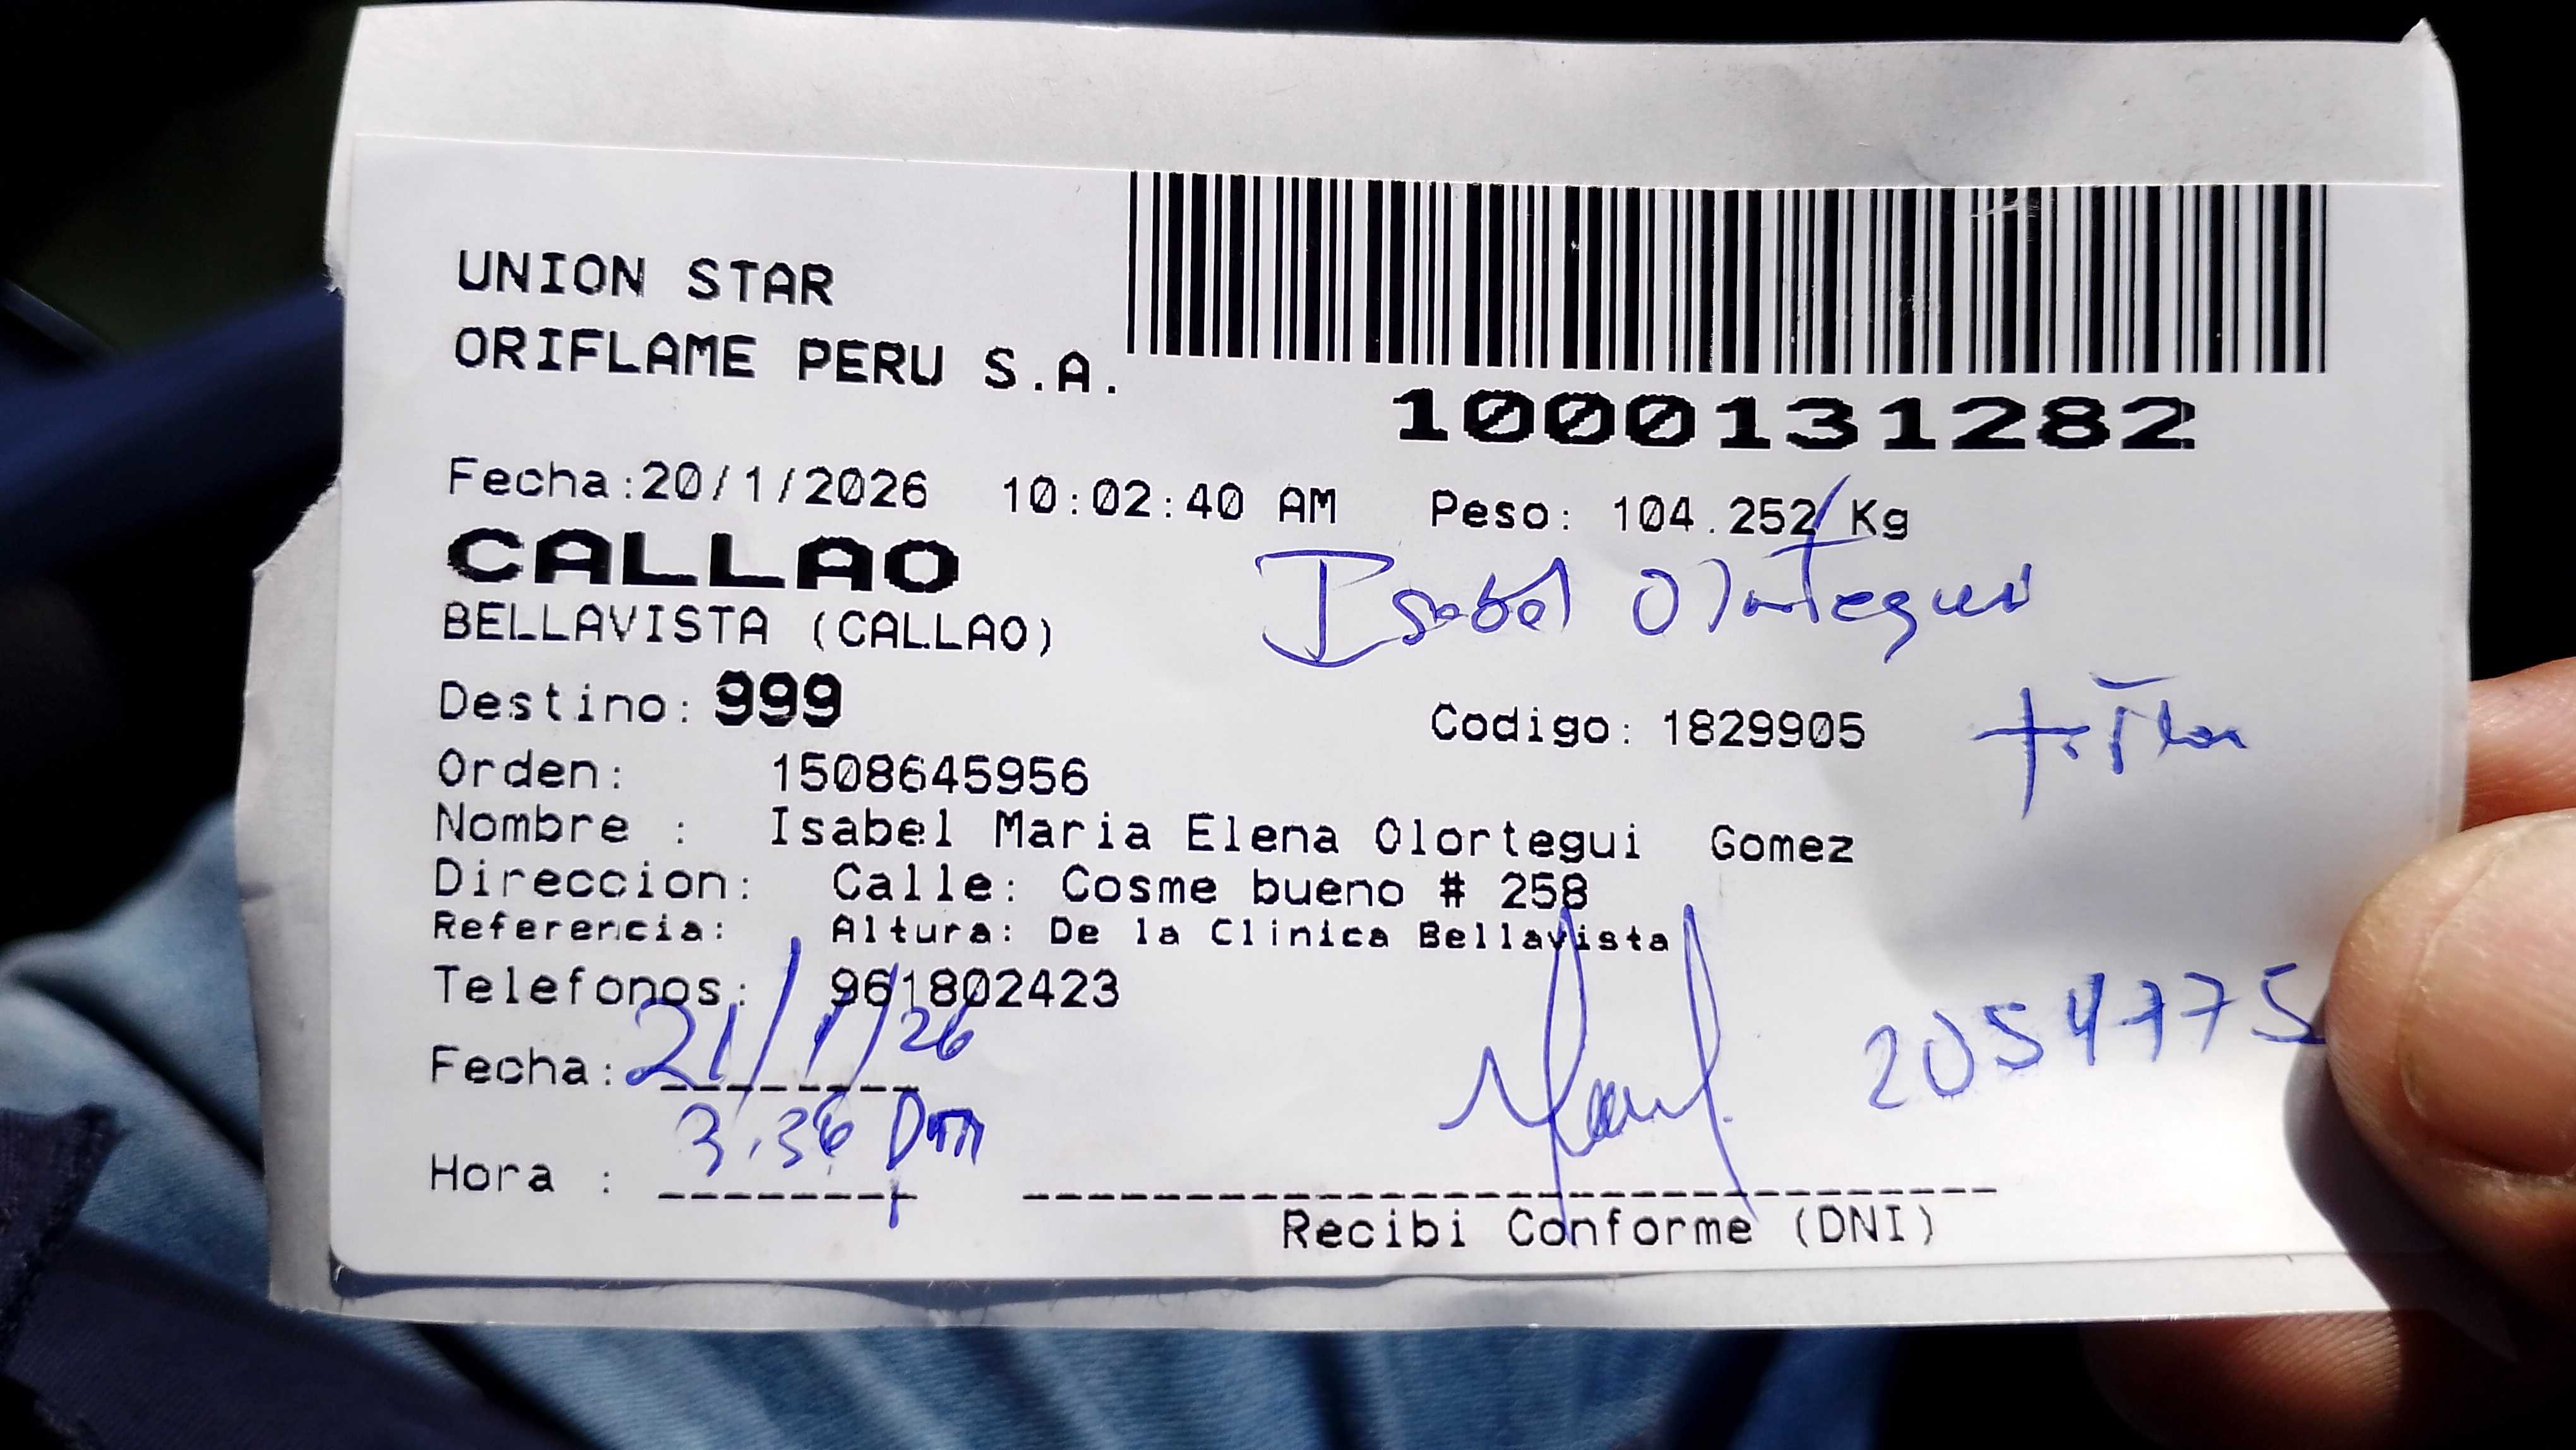 UNION STAR
ORIFLAME PERU S.A.
1000131282
Fecha:20/1/2026 10:02:40 AM Peso: 104.252 Kg
CALLAO
Isabel Olortegui
BELLAVISTA (CALLAO)
Destino: 999
Codigo: 1829905
Orden: 1508645956
Nombre : Isabel Maria Elena Olortegui Gomez
Direccion: Calle: Cosme bueno # 258
Referencia: Altura: De la Clinica Bellavista
Telefonos: 961802423
Fecha: 21/1/26
2054775
Hora : 3.36 pm
Recibi Conforme (DNI)